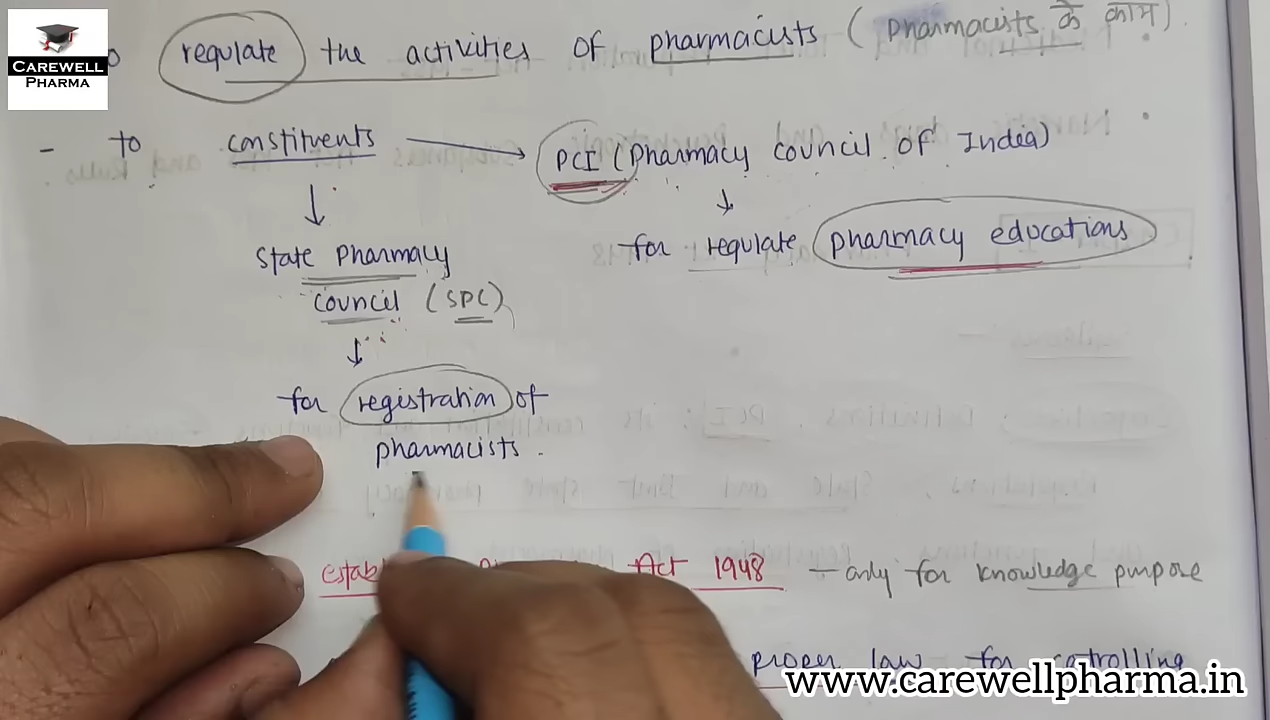 CAREWELL
PHARMA
regulate the activities of pharmacists (pharmacists के काम).
- to constituents → PCI (pharmacy council of India)
for regulate pharmacy educations
State Pharmacy
council (SPC)
for registration of
pharmacists.
Act 1948 - only for knowledge purpose
proper law for controlling
www.carewellpharma.in